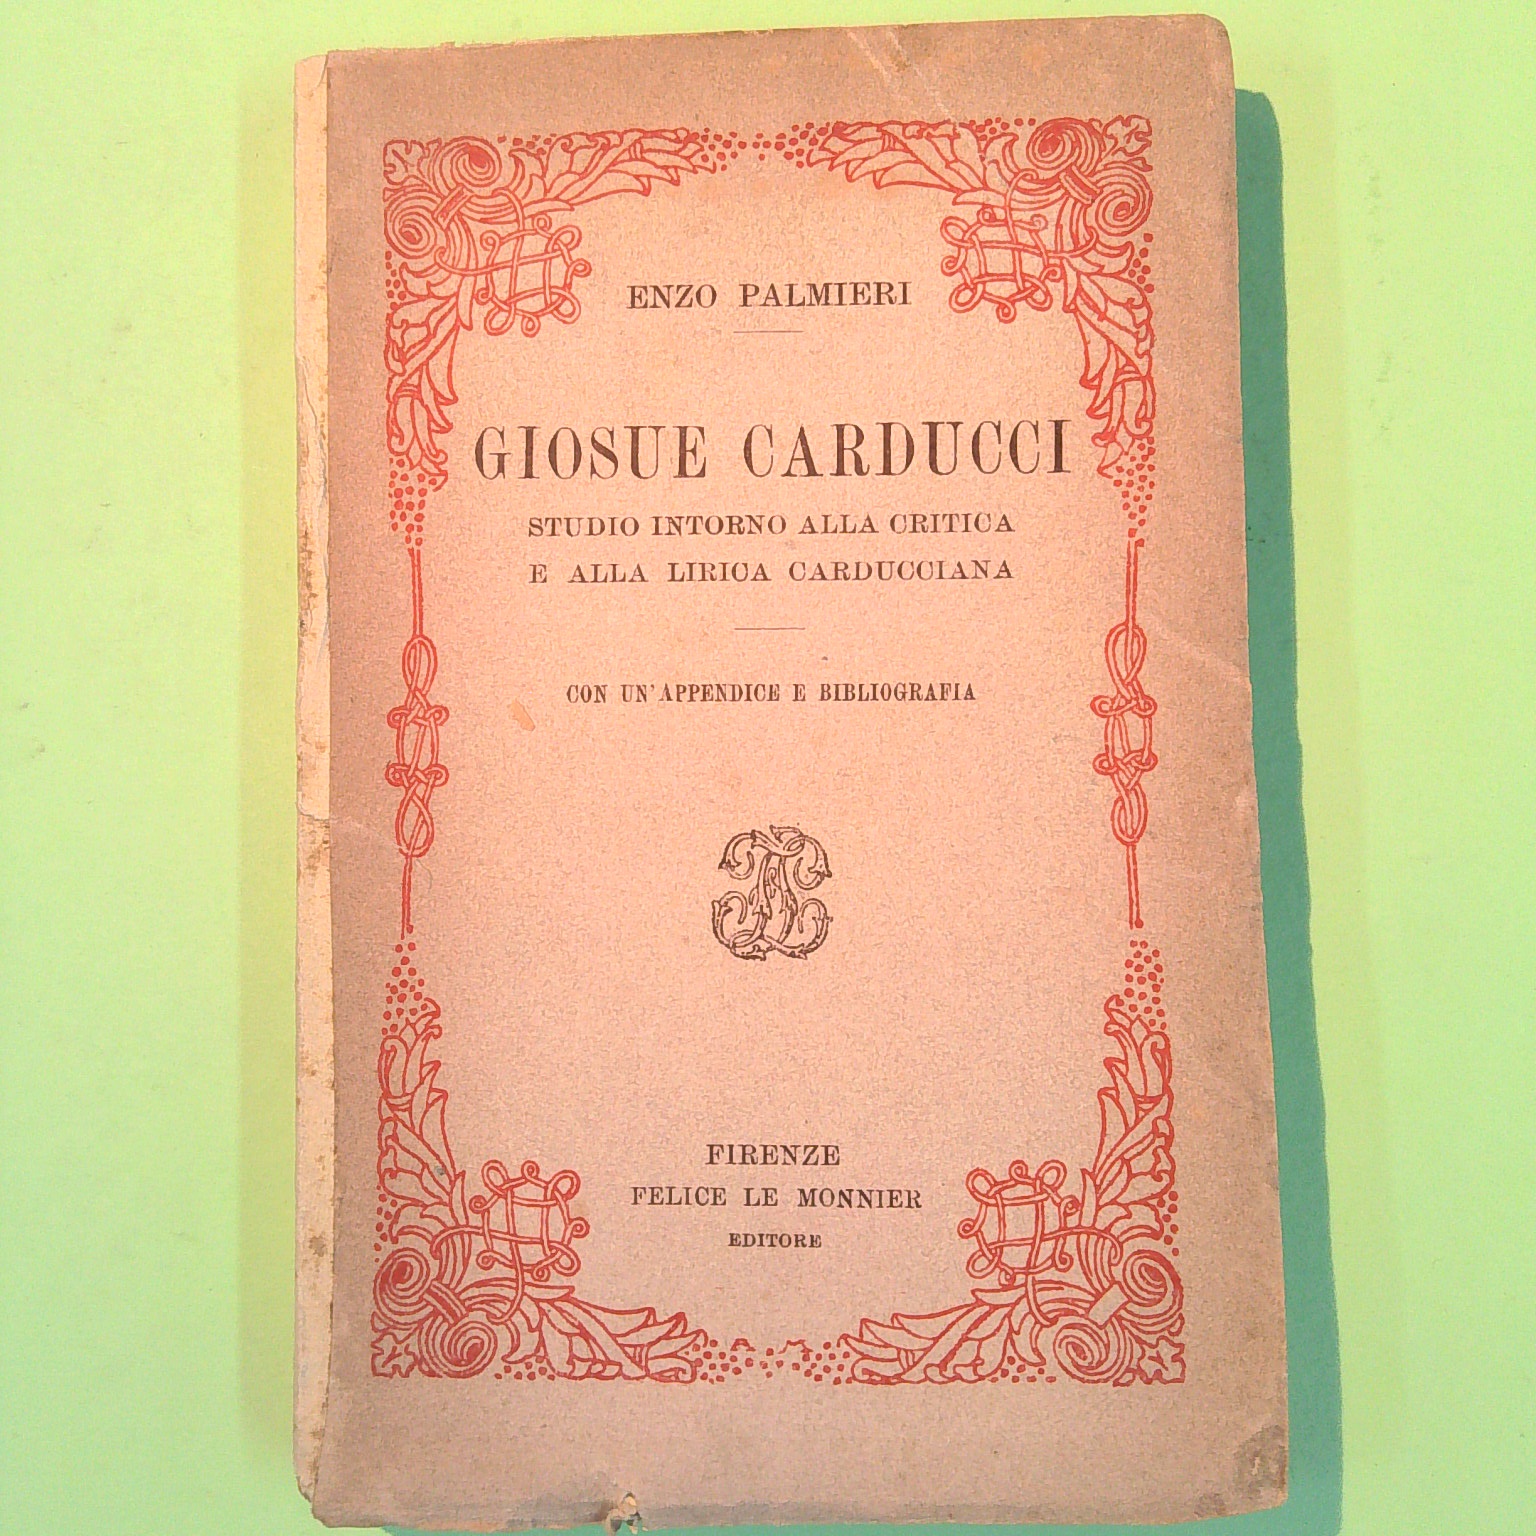 ENZO PALMIERI
GIOSUE CARDUCCI
STUDIO INTORNO ALLA CRITICA
E ALLA LIRICA CARDUCCIANA
CON UN'APPENDICE E BIBLIOGRAFIA
FIRENZE
FELICE LE MONNIER
EDITORE